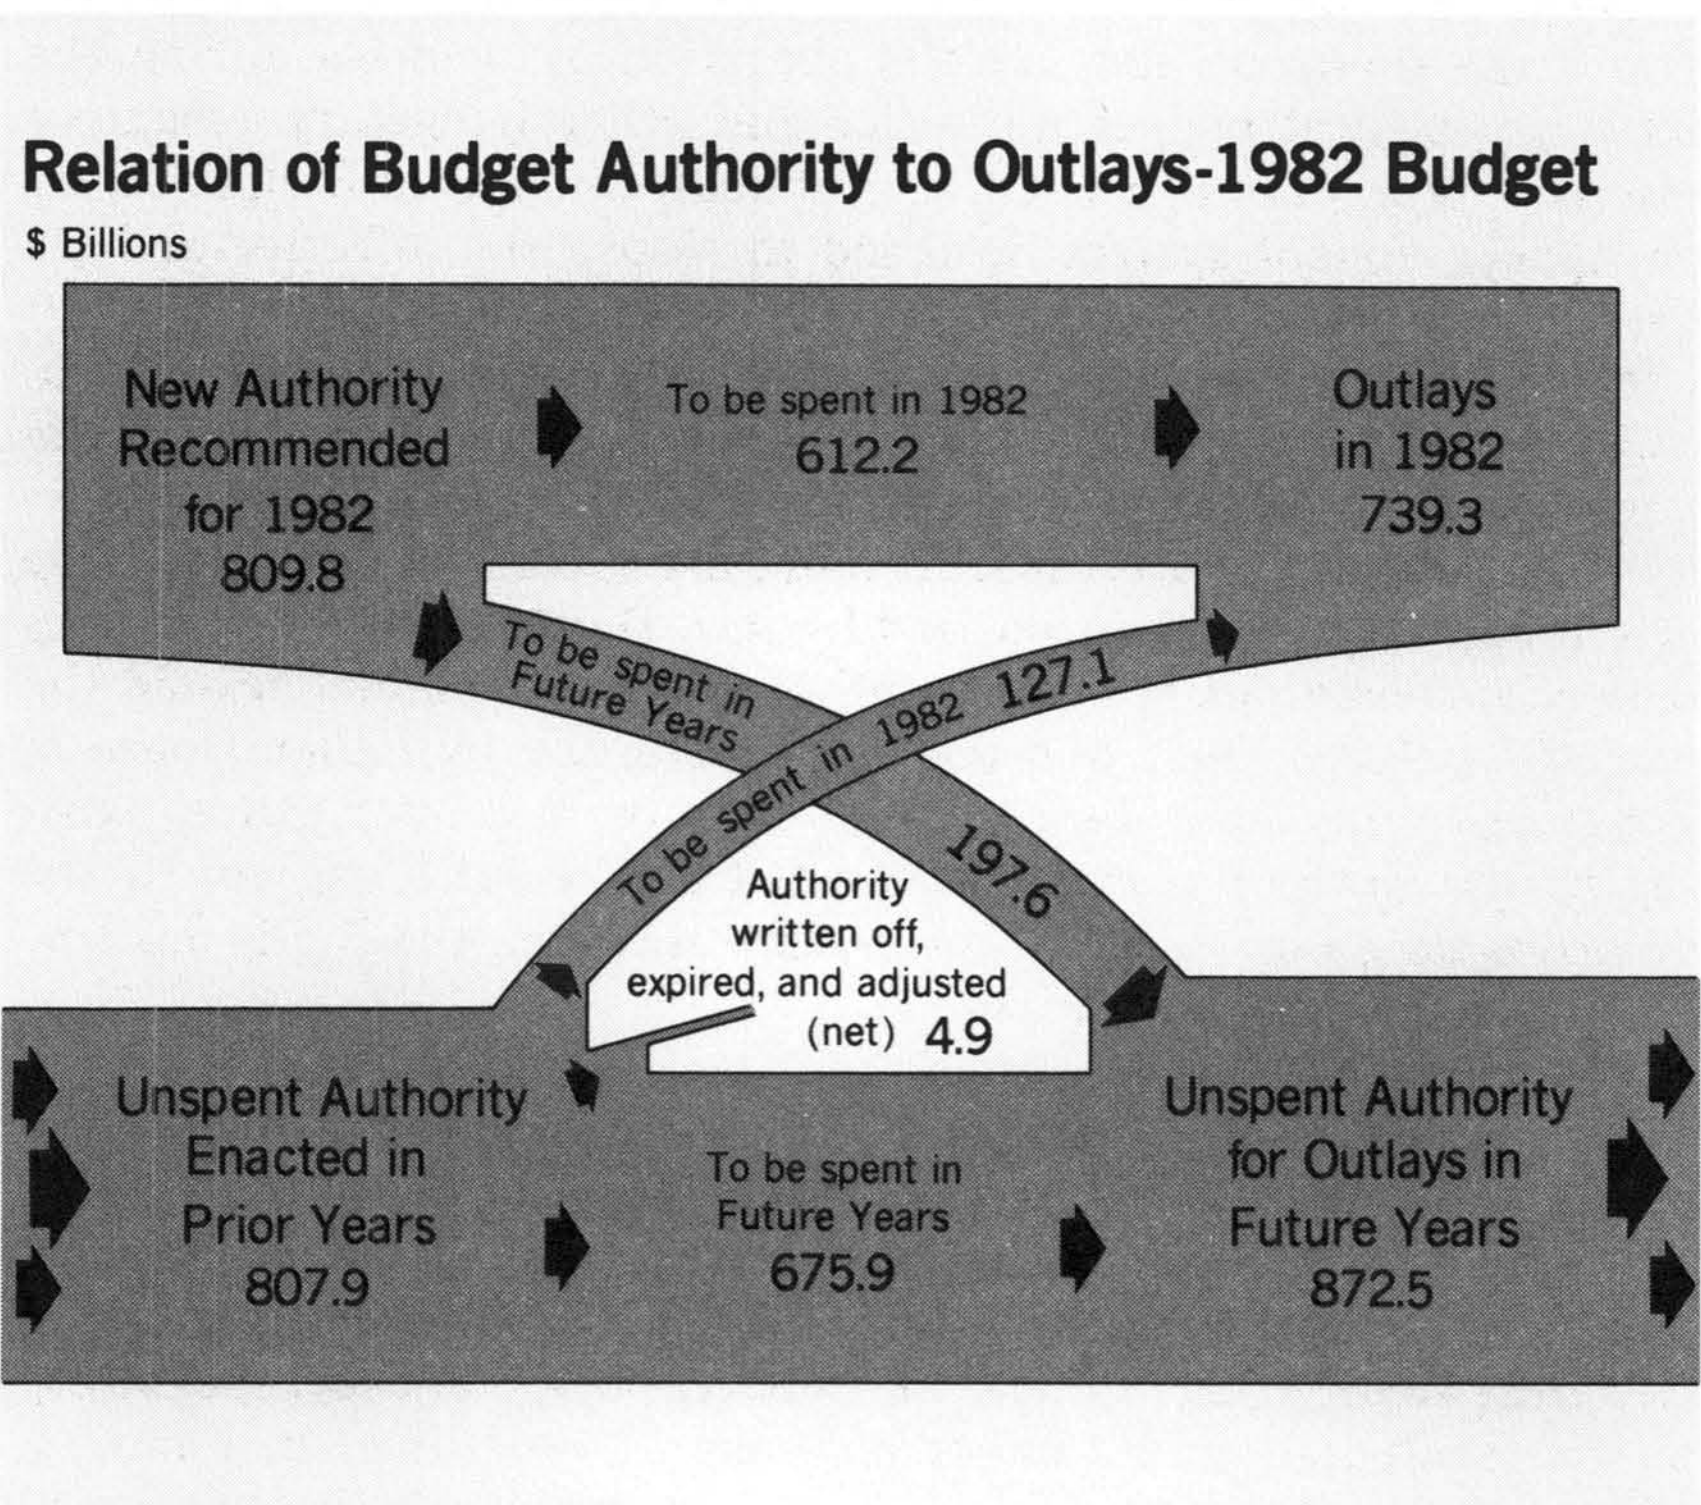 Relation of Budget Authority to Outlays-1982 Budget
$ Billions
New Authority
Recommended
for 1982
809.8
To be spent in 1982
612.2
Outlays
in 1982
739.3
To be spent in
Future Years
197.6
To be spent in 1982 127.1
Authority
written off,
expired, and adjusted
(net) 4.9
Unspent Authority
Enacted in
Prior Years
807.9
To be spent in
Future Years
675.9
Unspent Authority
for Outlays in
Future Years
872.5